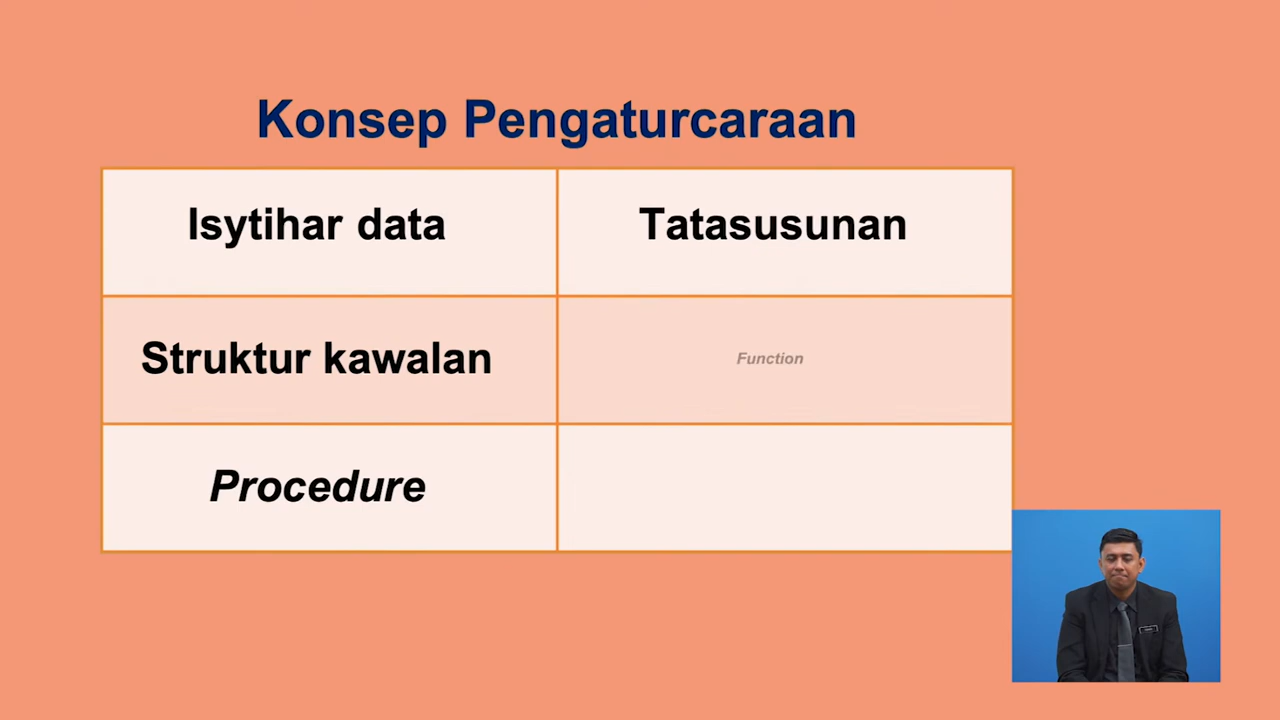 Konsep Pengaturcaraan
Isytihar data
Tatasusunan
Struktur kawalan
Function
Procedure